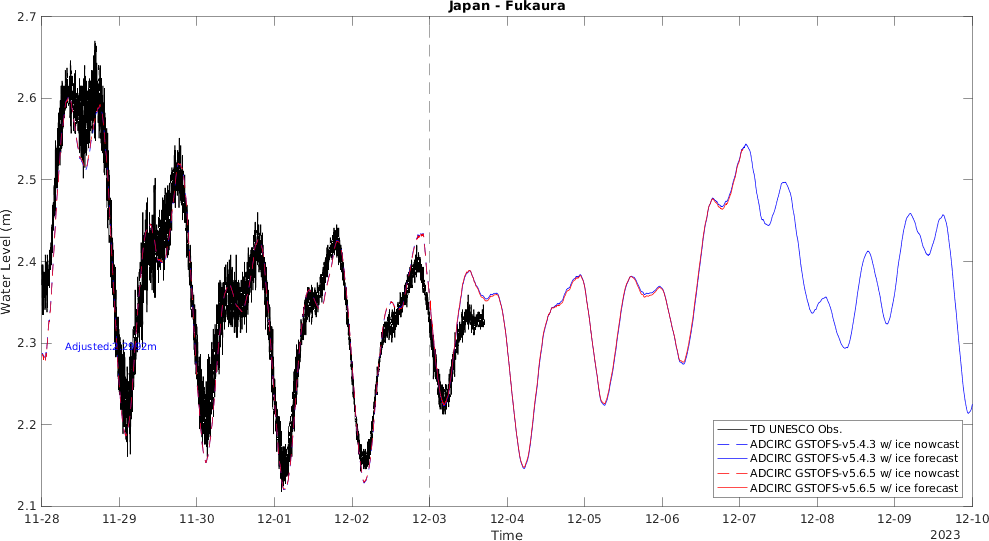 Japan - Fukaura
2.7
2.6
2.5
2.4
2.3
2.2
2.1
Water Level (m)
Adjusted:
11-28 11-29 11-30 12-01 12-02 12-03 12-04 12-05 12-06 12-07 12-08 12-09 12-10
Time
2023
TD UNESCO Obs.
ADCIRC GSTOFS-v5.4.3 w/ ice nowcast
ADCIRC GSTOFS-v5.4.3 w/ ice forecast
ADCIRC GSTOFS-v5.6.5 w/ ice nowcast
ADCIRC GSTOFS-v5.6.5 w/ ice forecast